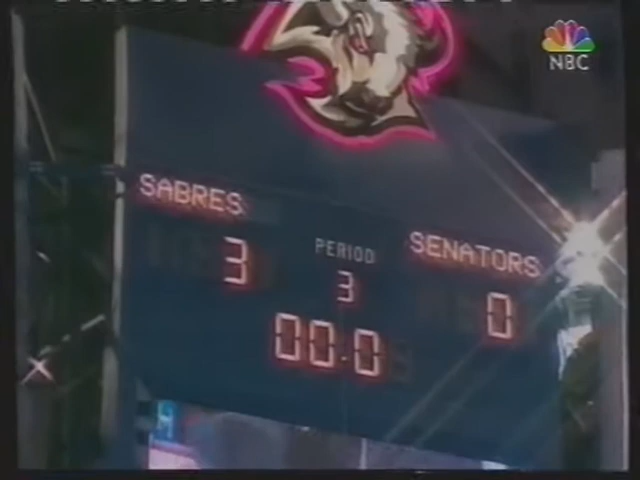 NBC
SABRES
SENATORS
PERIOD
3
3
0
00.0